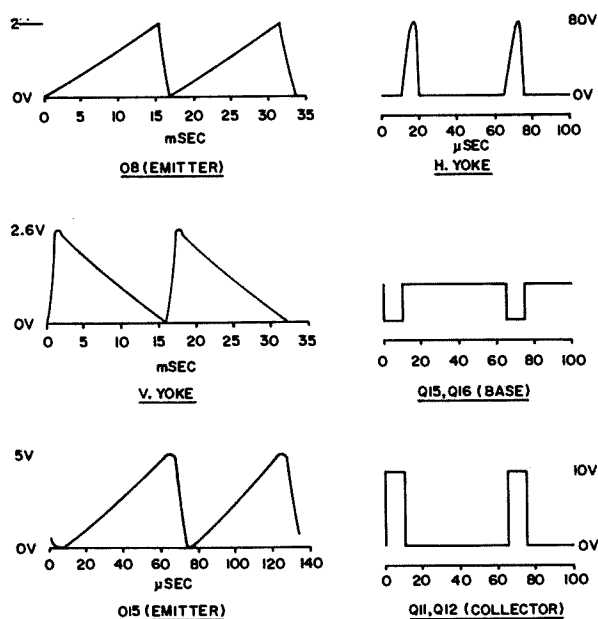 2
0V
0 5 10 15 20 25 30 35
mSEC
Q8 (EMITTER)
80V
0V
0 20 40 60 80 100
μSEC
H. YOKE
2.6V
0V
0 5 10 15 20 25 30 35
mSEC
V. YOKE
0 20 40 60 80 100
Q15, Q16 (BASE)
5V
0V
0 20 40 60 80 100 120 140
μSEC
Q15 (EMITTER)
10V
0V
0 20 40 60 80 100
Q11, Q12 (COLLECTOR)